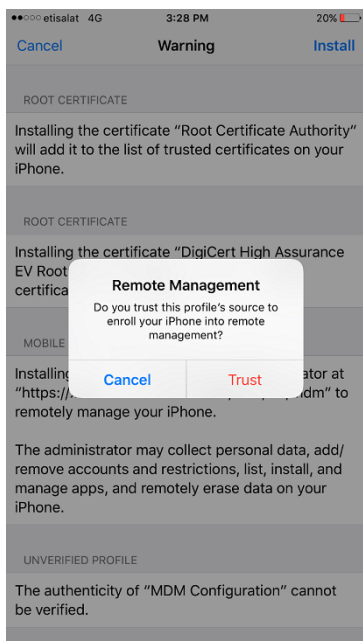 etisalat 4G 3:28 PM 20%
Cancel Warning Install
ROOT CERTIFICATE
Installing the certificate “Root Certificate Authority”
will add it to the list of trusted certificates on your
iPhone.
ROOT CERTIFICATE
Installing the certificate “DigiCert High Assurance
EV Root
Remote Management
Do you trust this profile’s source to
enroll your iPhone into remote
management?
Cancel Trust
MOBILE
Installing at
“https:// to
remotely manage your iPhone.
The administrator may collect personal data, add/
remove accounts and restrictions, list, install, and
manage apps, and remotely erase data on your
iPhone.
UNVERIFIED PROFILE
The authenticity of “MDM Configuration” cannot
be verified.